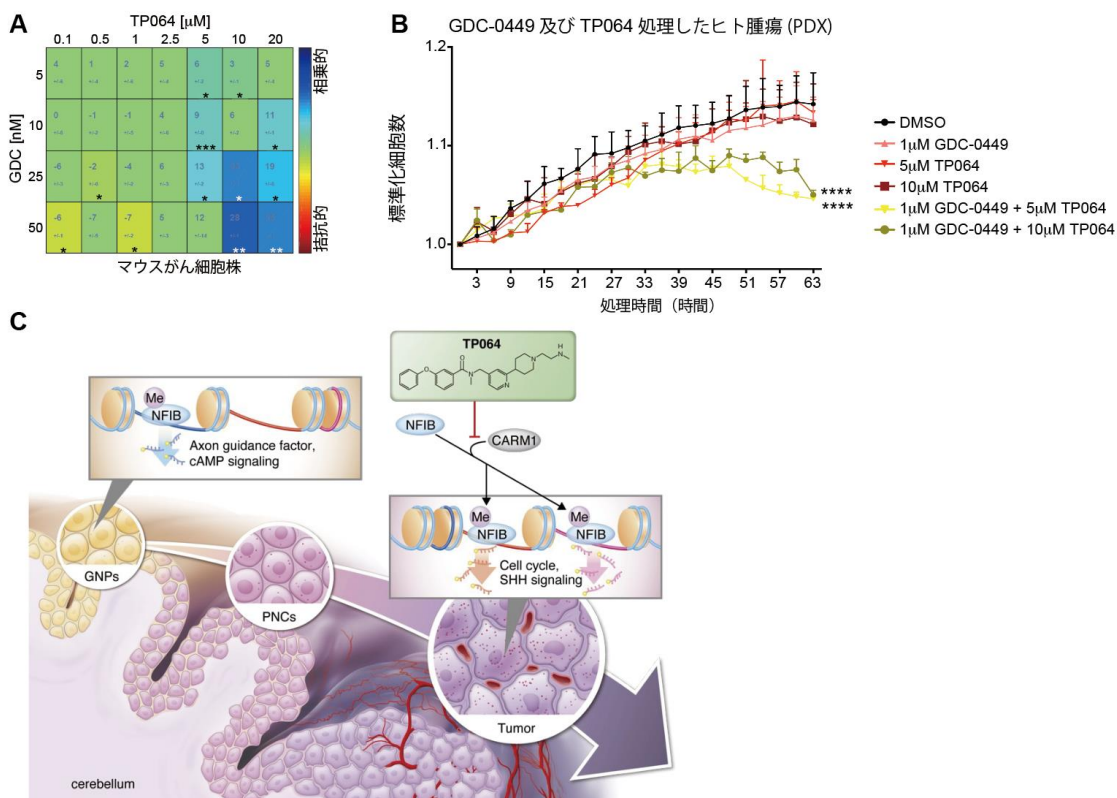 A
TP064 [μM]
0.1 0.5 1 2.5 5 10 20
GDC [nM]
5
10
25
50
4 1 2 5 6 3 5
* *
0 -1 -1 4 9 6 11
*** *
-6 -2 -4 5 13 19
* * * *
-6 -7 -7 5 12 28
* * ** **
相乗的
拮抗的
マウスがん細胞株
B
GDC-0449 及び TP064 処理したヒト腫瘍 (PDX)
標準化細胞数
1.2
1.1
1.0
3 9 15 21 27 33 39 45 51 57 63
処理時間（時間）
****
****
DMSO
1μM GDC-0449
5μM TP064
10μM TP064
1μM GDC-0449 + 5μM TP064
1μM GDC-0449 + 10μM TP064
C
TP064
O
N
N
O
N
H
N
Me
NFIB
Axon guidance factor,
cAMP signaling
NFIB
CARM1
Me
NFIB
Me
NFIB
Cell cycle,
SHH signaling
GNPs
PNCs
Tumor
cerebellum